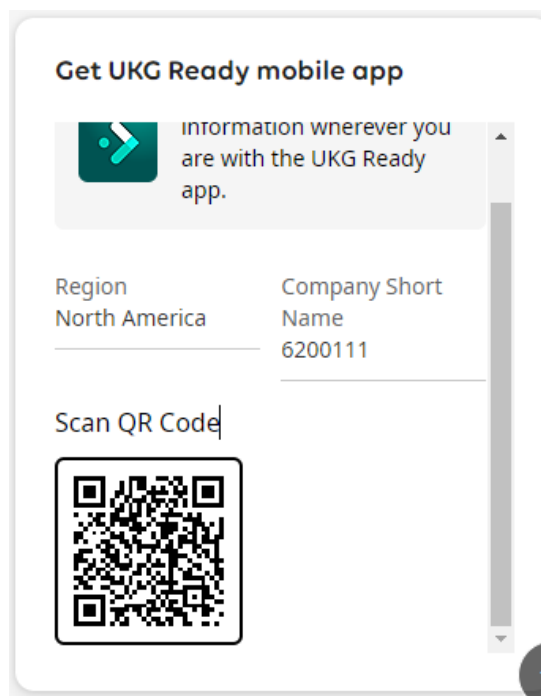 Get UKG Ready mobile app
information wherever you
are with the UKG Ready
app.
Region
North America
Company Short
Name
6200111
Scan QR Code